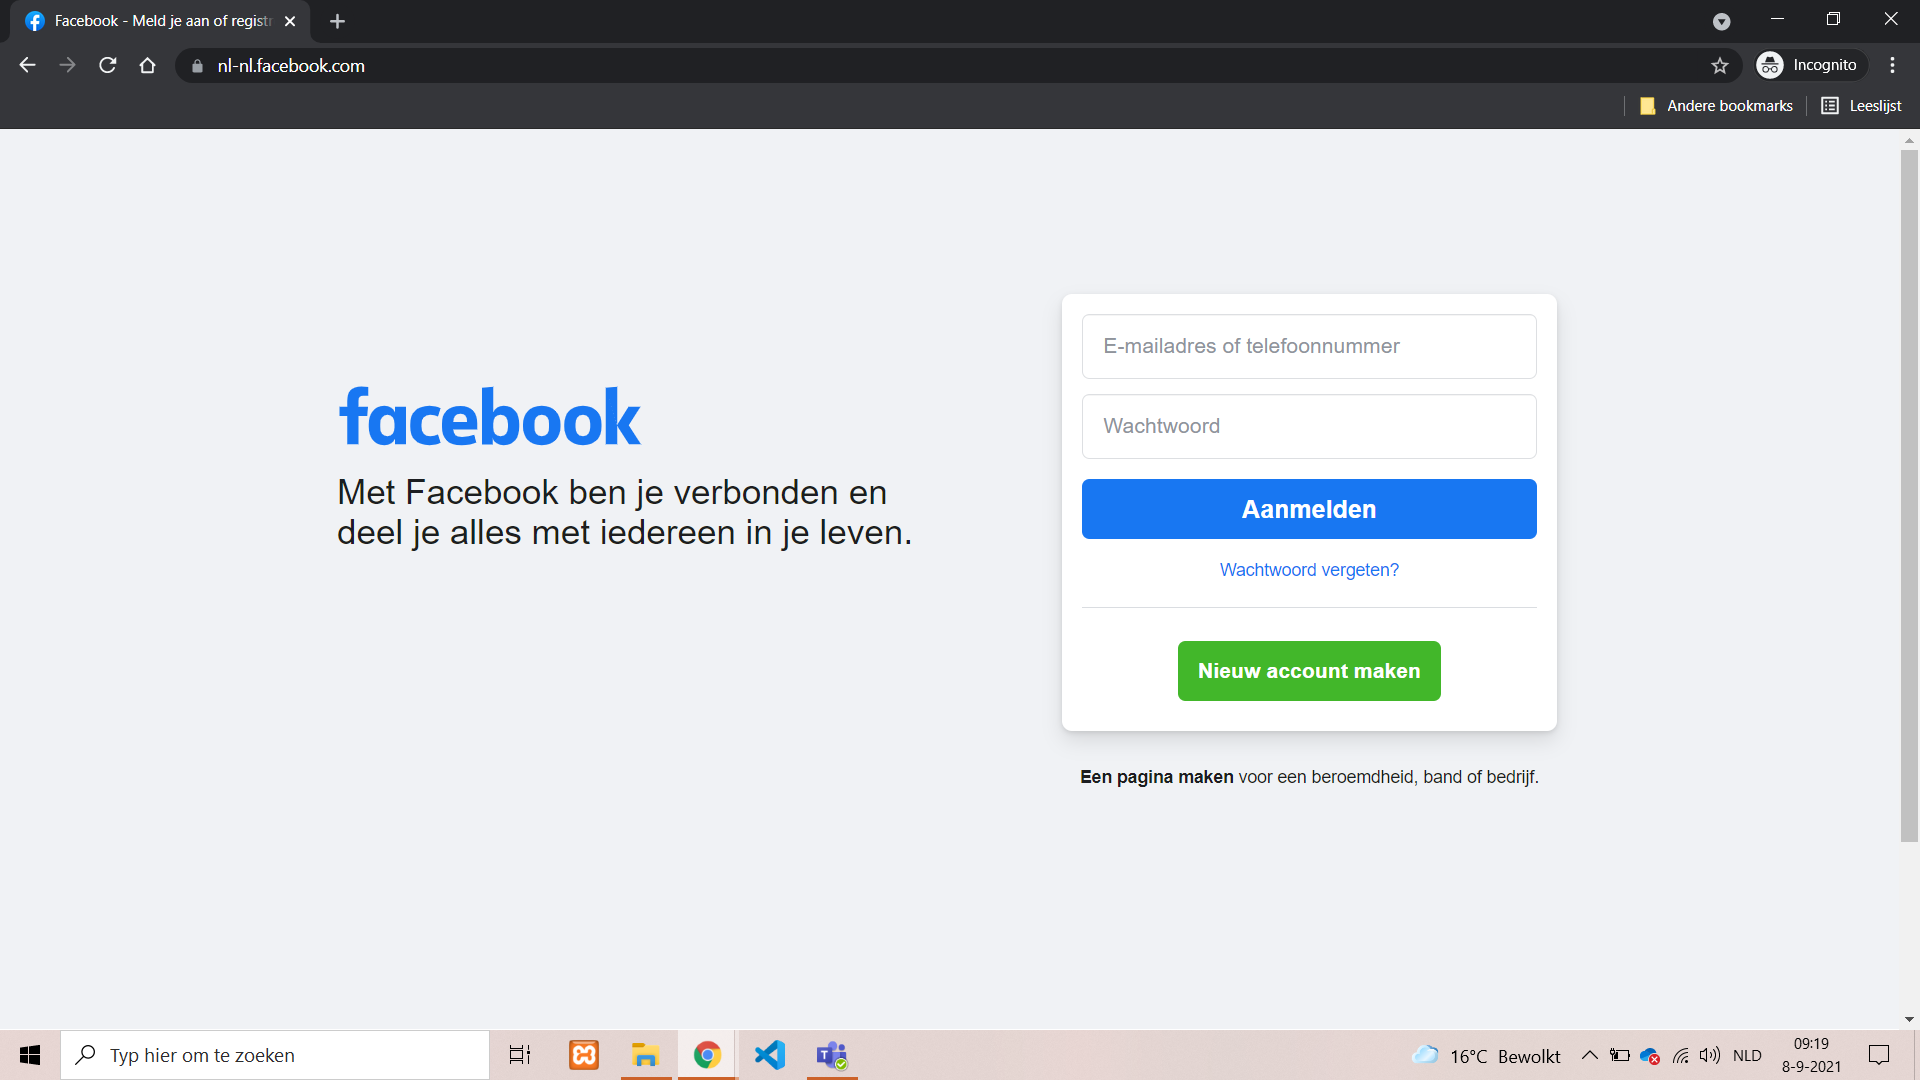 Facebook - Meld je aan of registr
nl-nl.facebook.com
Incognito
Andere bookmarks
Leeslijst
facebook
Met Facebook ben je verbonden en
deel je alles met iedereen in je leven.
E-mailadres of telefoonnummer
Wachtwoord
Aanmelden
Wachtwoord vergeten?
Nieuw account maken
Een pagina maken voor een beroemdheid, band of bedrijf.
Typ hier om te zoeken
16°C Bewolkt
NLD
09:19
8-9-2021